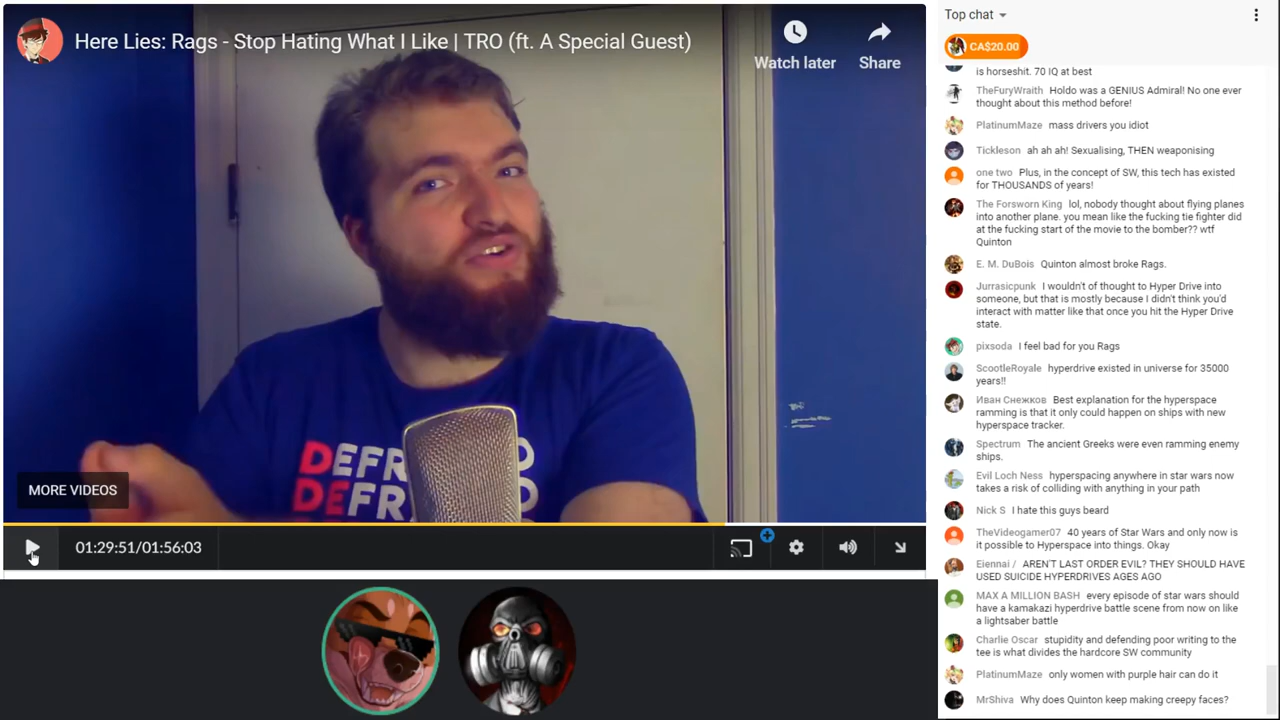 Here Lies: Rags - Stop Hating What I Like | TRO (ft. A Special Guest)
Watch later
Share
DEFR
DEFR
MORE VIDEOS
01:29:51/01:56:03
Top chat
CA$20.00
is horseshit. 70 IQ at best
TheFuryWraith Holdo was a GENIUS Admiral! No one ever
thought about this method before!
PlatinumMaze mass drivers you idiot
Tickleson ah ah ah! Sexualising, THEN weaponising
one two Plus, in the concept of SW, this tech has existed
for THOUSANDS of years!
The Forsworn King lol, nobody thought about flying planes
into another plane. you mean like the fucking tie fighter did
at the fucking start of the movie to the bomber?? wtf
Quinton
E. M. DuBois Quinton almost broke Rags.
Jurrasicpunk I wouldn't of thought to Hyper Drive into
someone, but that is mostly because I didn't think you'd
interact with matter like that once you hit the Hyper Drive
state.
pixsoda I feel bad for you Rags
ScootleRoyale hyperdrive existed in universe for 35000
years!!
Иван Снежков Best explanation for the hyperspace
ramming is that it only could happen on ships with new
hyperspace tracker.
Spectrum The ancient Greeks were even ramming enemy
ships.
Evil Loch Ness hyperspacing anywhere in star wars now
takes a risk of colliding with anything in your path
Nick S I hate this guys beard
TheVideogamer07 40 years of Star Wars and only now is
it possible to Hyperspace into things. Okay
Eiennai / AREN'T LAST ORDER EVIL? THEY SHOULD HAVE
USED SUICIDE HYPERDRIVES AGES AGO
MAX A MILLION BASH every episode of star wars should
have a kamakazi hyperdrive battle scene from now on like
a lightsaber battle
Charlie Oscar stupidity and defending poor writing to the
tee is what divides the hardcore SW community
PlatinumMaze only women with purple hair can do it
MrShiva Why does Quinton keep making creepy faces?